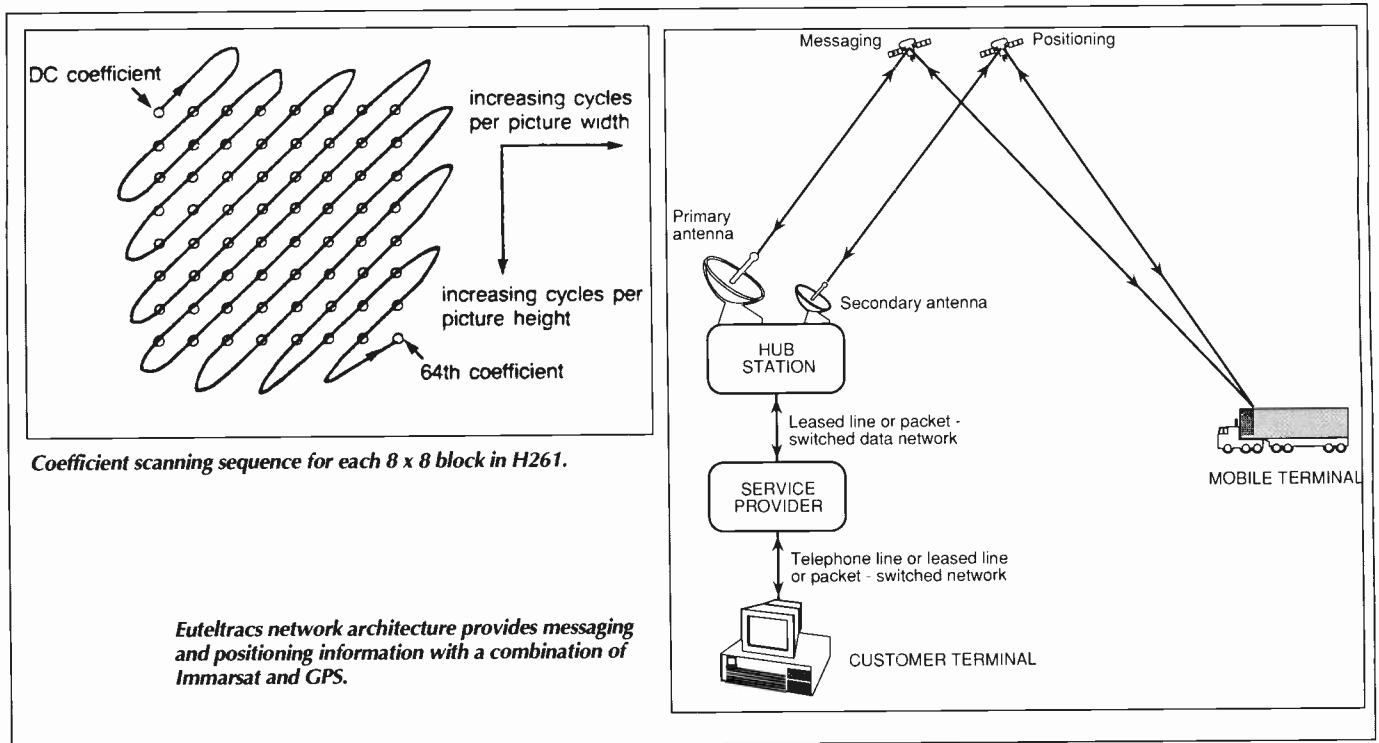 DC coefficient
increasing cycles
per picture width
increasing cycles per
picture height
64th coefficient
Coefficient scanning sequence for each 8 x 8 block in H261.
Euteltracs network architecture provides messaging
and positioning information with a combination of
Immarsat and GPS.
Messaging
Positioning
Primary
antenna
Secondary antenna
HUB
STATION
Leased line or packet -
switched data network
SERVICE
PROVIDER
Telephone line or leased line
or packet - switched network
CUSTOMER TERMINAL
MOBILE TERMINAL